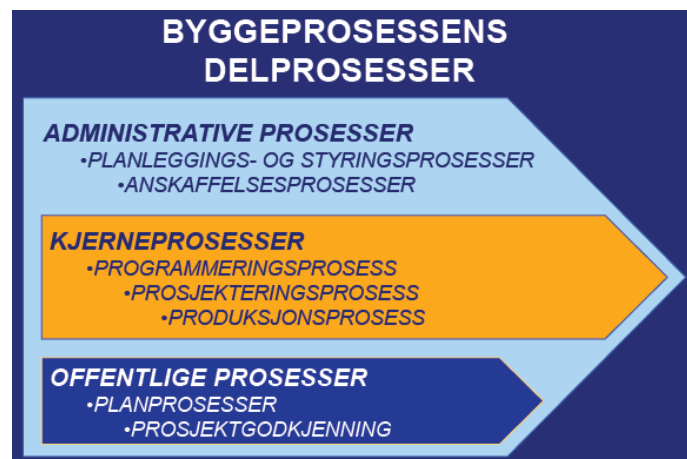 BYGGEPROSESSENS
DELPROSESSER
ADMINISTRATIVE PROSESSER
•PLANLEGGINGS- OG STYRINGSPROSESSER
•ANSKAFFELSESPROSESSER
KJERNEPROSESSER
•PROGRAMMERINGSPROSESS
•PROSJEKTERINGSPROSESS
•PRODUKSJONSPROSESS
OFFENTLIGE PROSESSER
•PLANPROSESSER
•PROSJEKTGODKJENNING